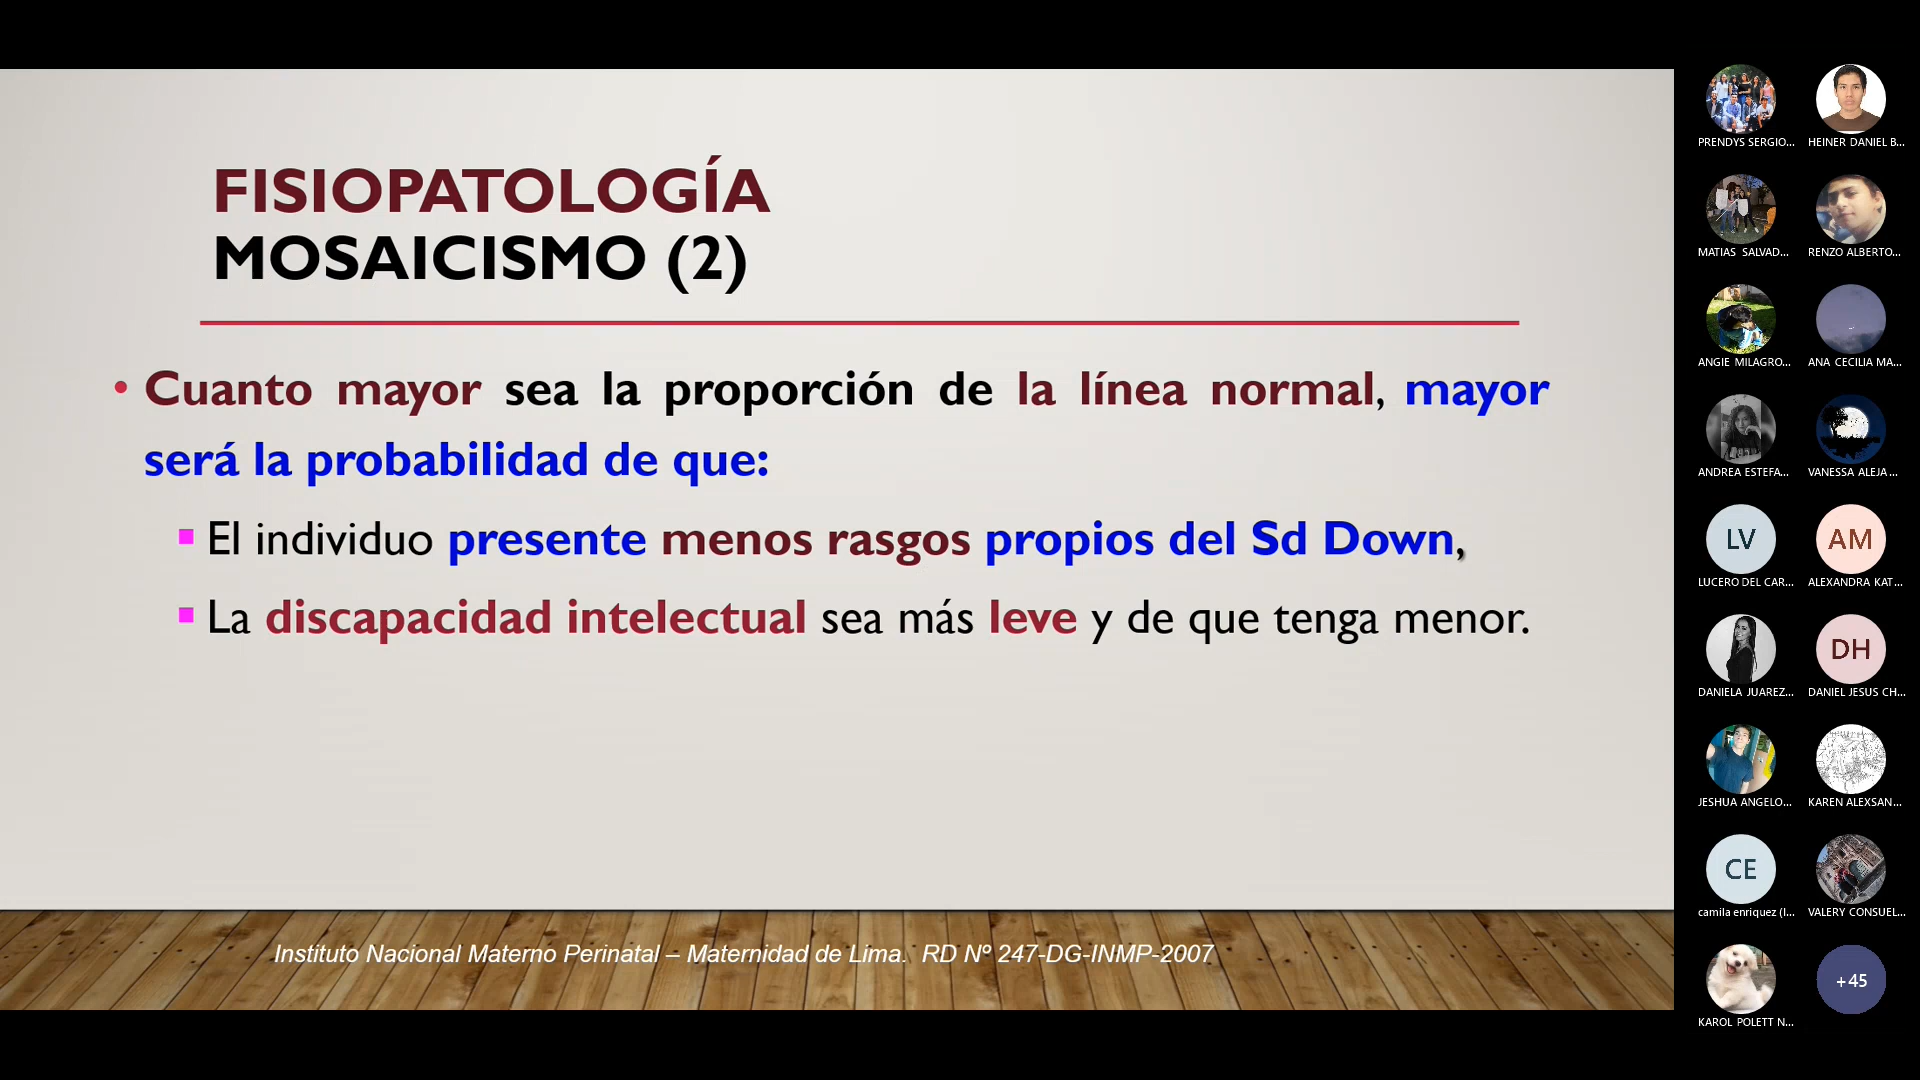 FISIOPATOLOGÍA
MOSAICISMO (2)
• Cuanto mayor sea la proporción de la línea normal, mayor
será la probabilidad de que:
▪ El individuo presente menos rasgos propios del Sd Down,
▪ La discapacidad intelectual sea más leve y de que tenga menor.
Instituto Nacional Materno Perinatal – Maternidad de Lima. RD Nº 247-DG-INMP-2007
PRENDYS SERGIO...
HEINER DANIEL B...
MATIAS SALVAD...
RENZO ALBERTO...
ANGIE MILAGRO...
ANA CECILIA MA...
ANDREA ESTEFA...
VANESSA ALEJA...
LV
AM
LUCERO DEL CAR...
ALEXANDRA KAT...
DH
DANIELA JUAREZ...
DANIEL JESUS CH...
JESHUA ANGELO...
KAREN ALEXSAN...
CE
camila enriquez (I...
VALERY CONSUEL...
+45
KAROL POLETT N...